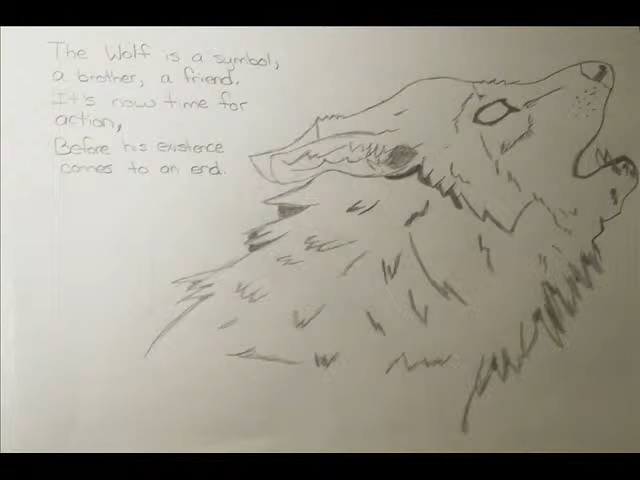 The Wolf is a symbol,
a brother, a friend.
It's now time for
action,
Before his existence
comes to an end.